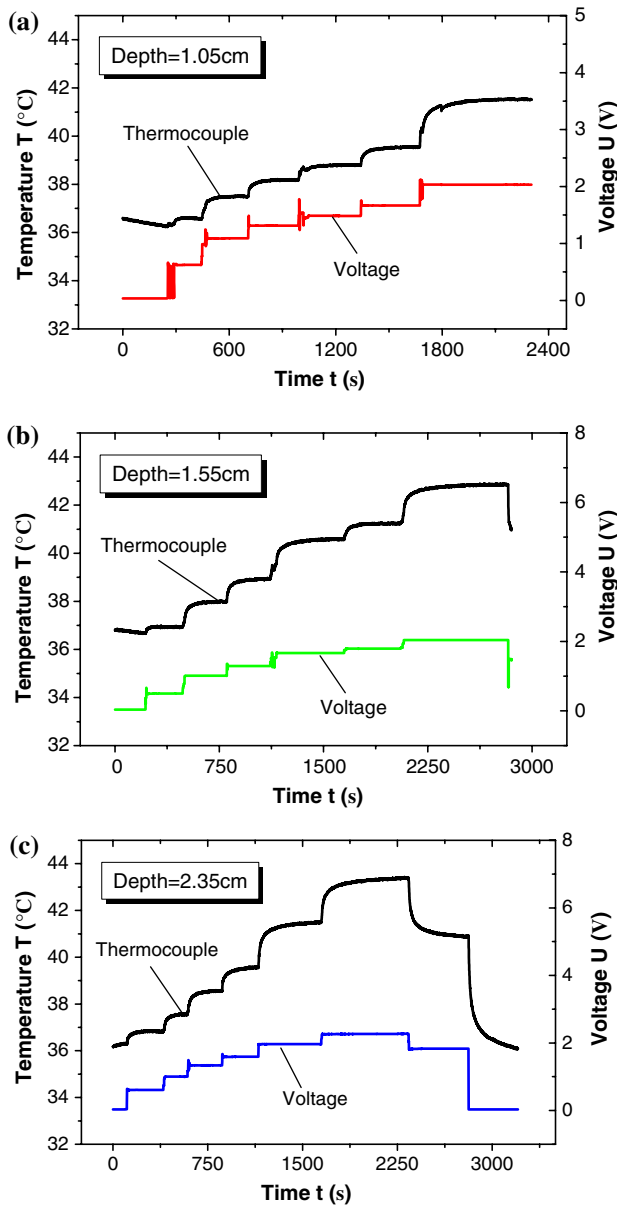 (a)
Depth=1.05cm
Thermocouple
Voltage
Temperature T (°C)
44
42
40
38
36
34
32
Voltage U (V)
5
4
3
2
1
0
0 600 1200 1800 2400
Time t (s)
(b)
Depth=1.55cm
Thermocouple
Voltage
Temperature T (°C)
44
42
40
38
36
34
32
Voltage U (V)
8
6
4
2
0
0 750 1500 2250 3000
Time t (s)
(c)
Depth=2.35cm
Thermocouple
Voltage
Temperature T (°C)
44
42
40
38
36
34
32
Voltage U (V)
8
6
4
2
0
0 750 1500 2250 3000
Time t (s)